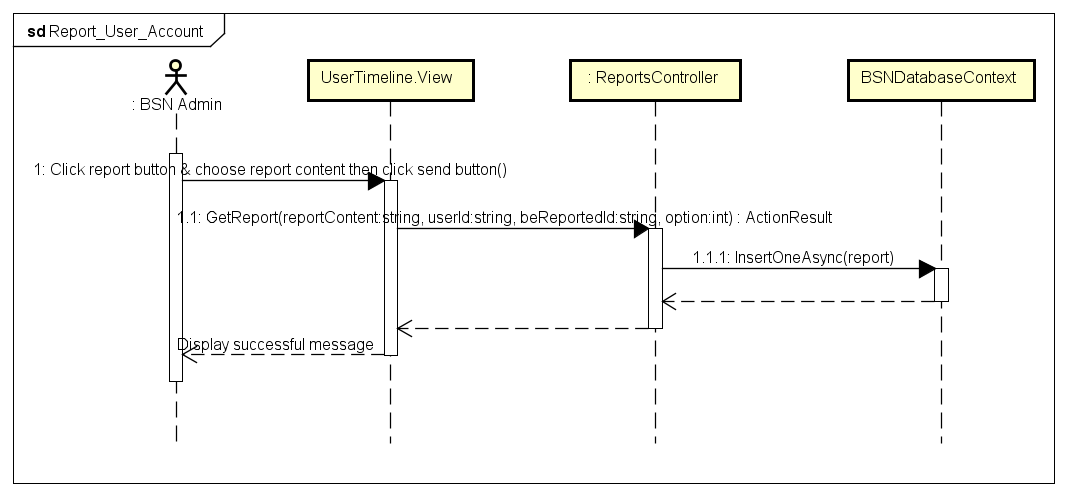 sd Report_User_Account
: BSN Admin
UserTimeline.View
: ReportsController
BSNDatabaseContext
1: Click report button & choose report content then click send button()
1.1: GetReport(reportContent:string, userId:string, beReportedId:string, option:int) : ActionResult
1.1.1: InsertOneAsync(report)
Display successful message